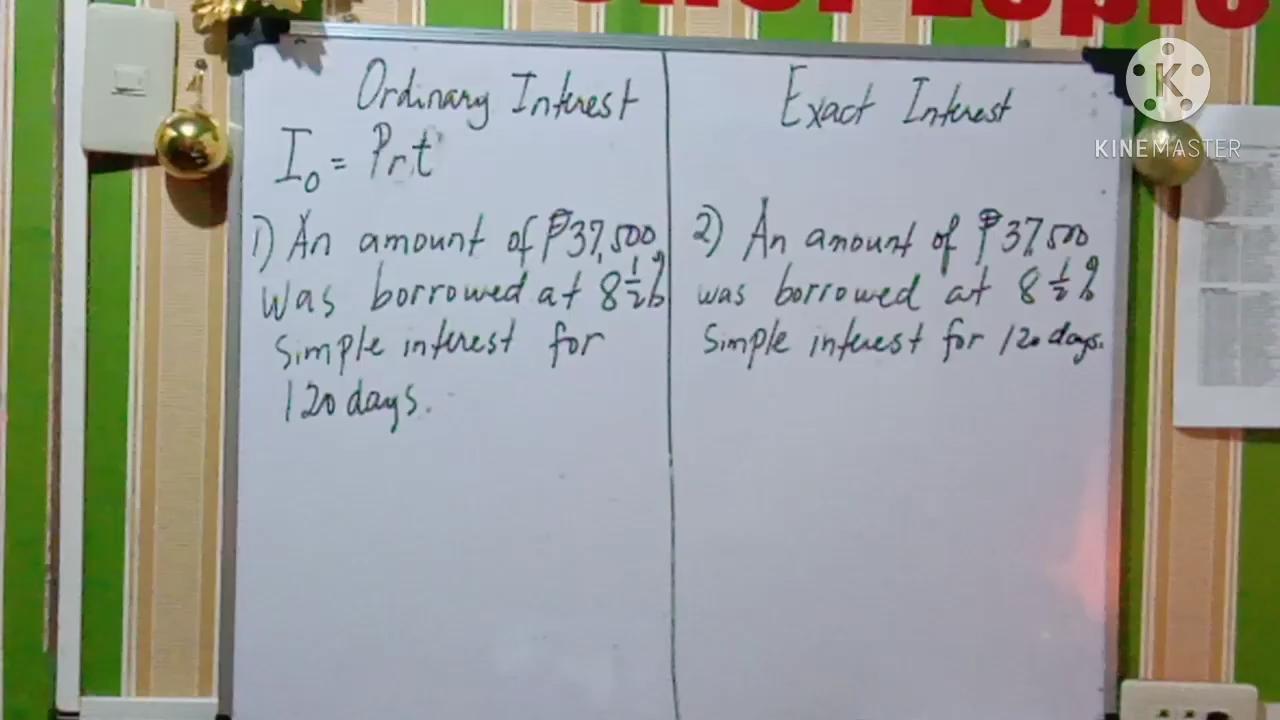 Ordinary Interest
I₀ = Prt
1) An amount of ₱37,500
was borrowed at 8 1/2 %
simple interest for
120 days.
Exact Interest
2) An amount of ₱37,500
was borrowed at 8 1/2 %
simple interest for 120 days.
K
KINEMASTER